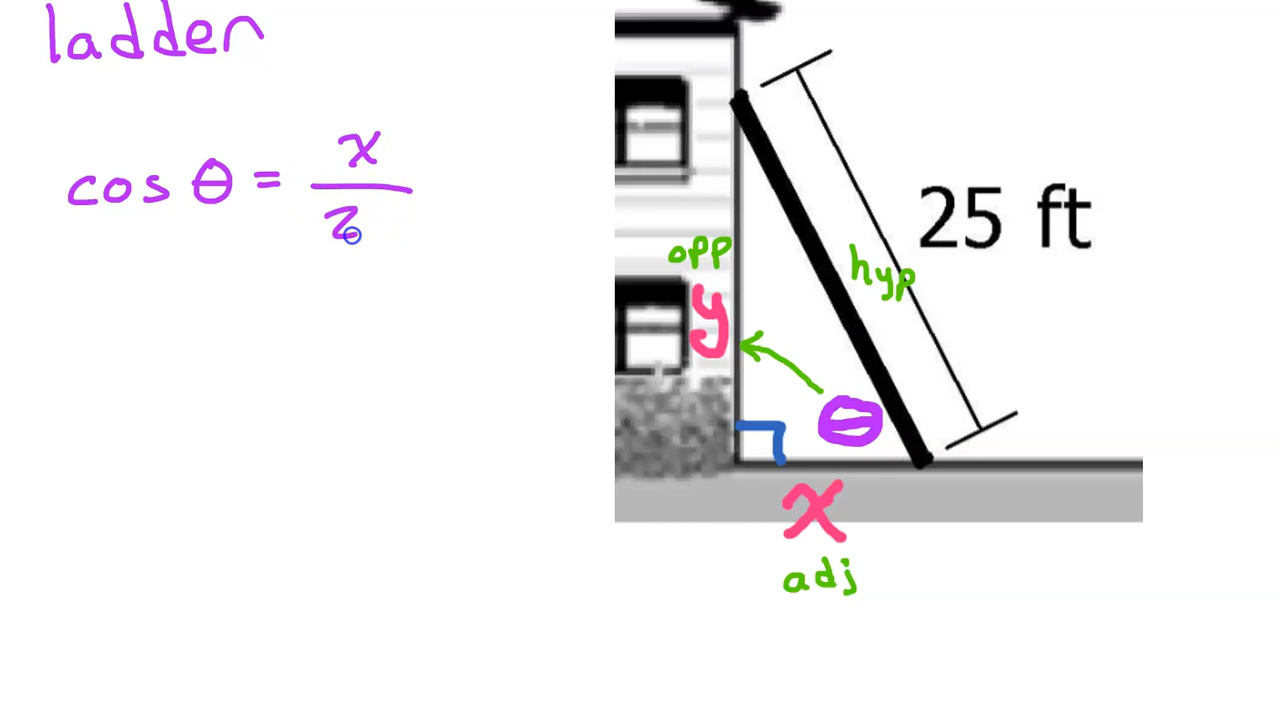 ladder
cos θ = x
2
25 ft
opp
hyp
y
θ
x
adj